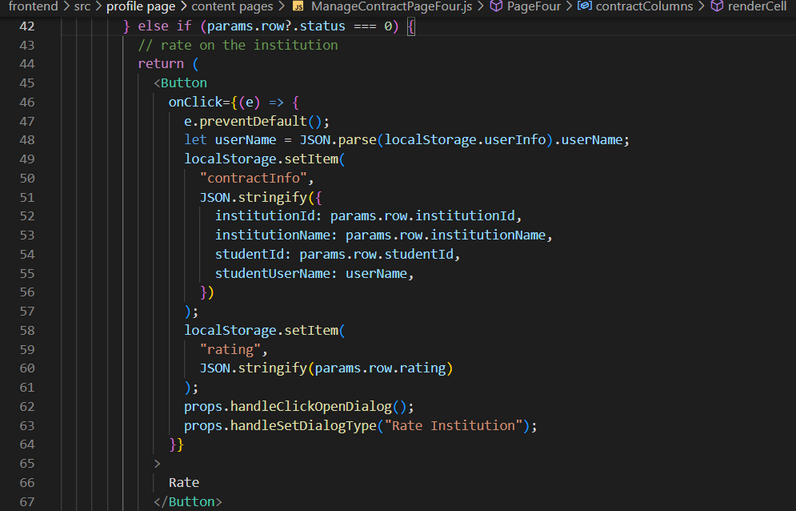 frontend > src > profile page > content pages > JS ManageContractPageFour.js > PageFour > contractColumns > renderCell
42 } else if (params.row?.status === 0) {
43 // rate on the institution
44 return (
45 <Button
46 onClick={(e) => {
47 e.preventDefault();
48 let userName = JSON.parse(localStorage.userInfo).userName;
49 localStorage.setItem(
50 "contractInfo",
51 JSON.stringify({
52 institutionId: params.row.institutionId,
53 institutionName: params.row.institutionName,
54 studentId: params.row.studentId,
55 studentUserName: userName,
56 })
57 );
58 localStorage.setItem(
59 "rating",
60 JSON.stringify(params.row.rating)
61 );
62 props.handleClickOpenDialog();
63 props.handleSetDialogType("Rate Institution");
64 }}
65 >
66 Rate
67 </Button>